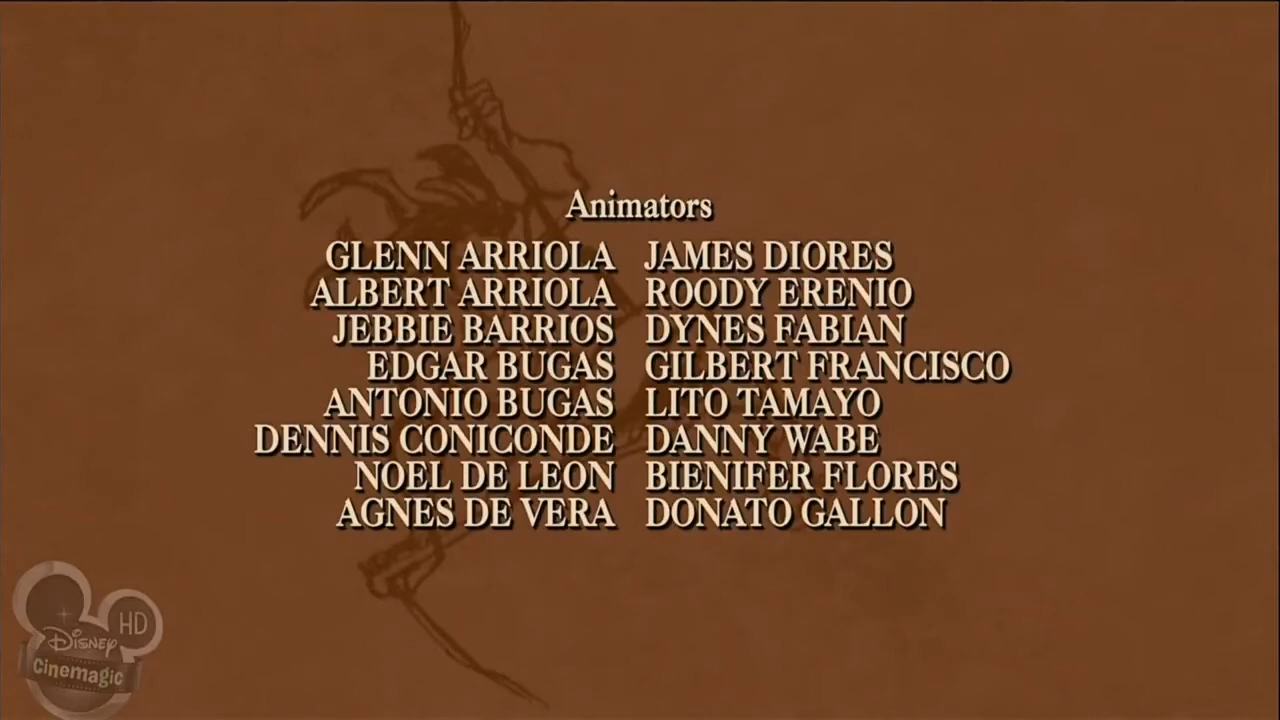 Animators
GLENN ARRIOLA JAMES DIORES
ALBERT ARRIOLA ROODY ERENIO
JEBBIE BARRIOS DYNES FABIAN
EDGAR BUGAS GILBERT FRANCISCO
ANTONIO BUGAS LITO TAMAYO
DENNIS CONICONDE DANNY WABE
NOEL DE LEON BIENIFER FLORES
AGNES DE VERA DONATO GALLON
HD
Disney
Cinemagic